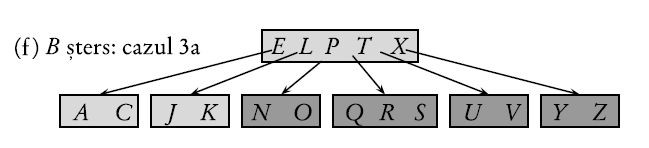 (f) B șters: cazul 3a
E L P T X
A C J K N O Q R S U V Y Z